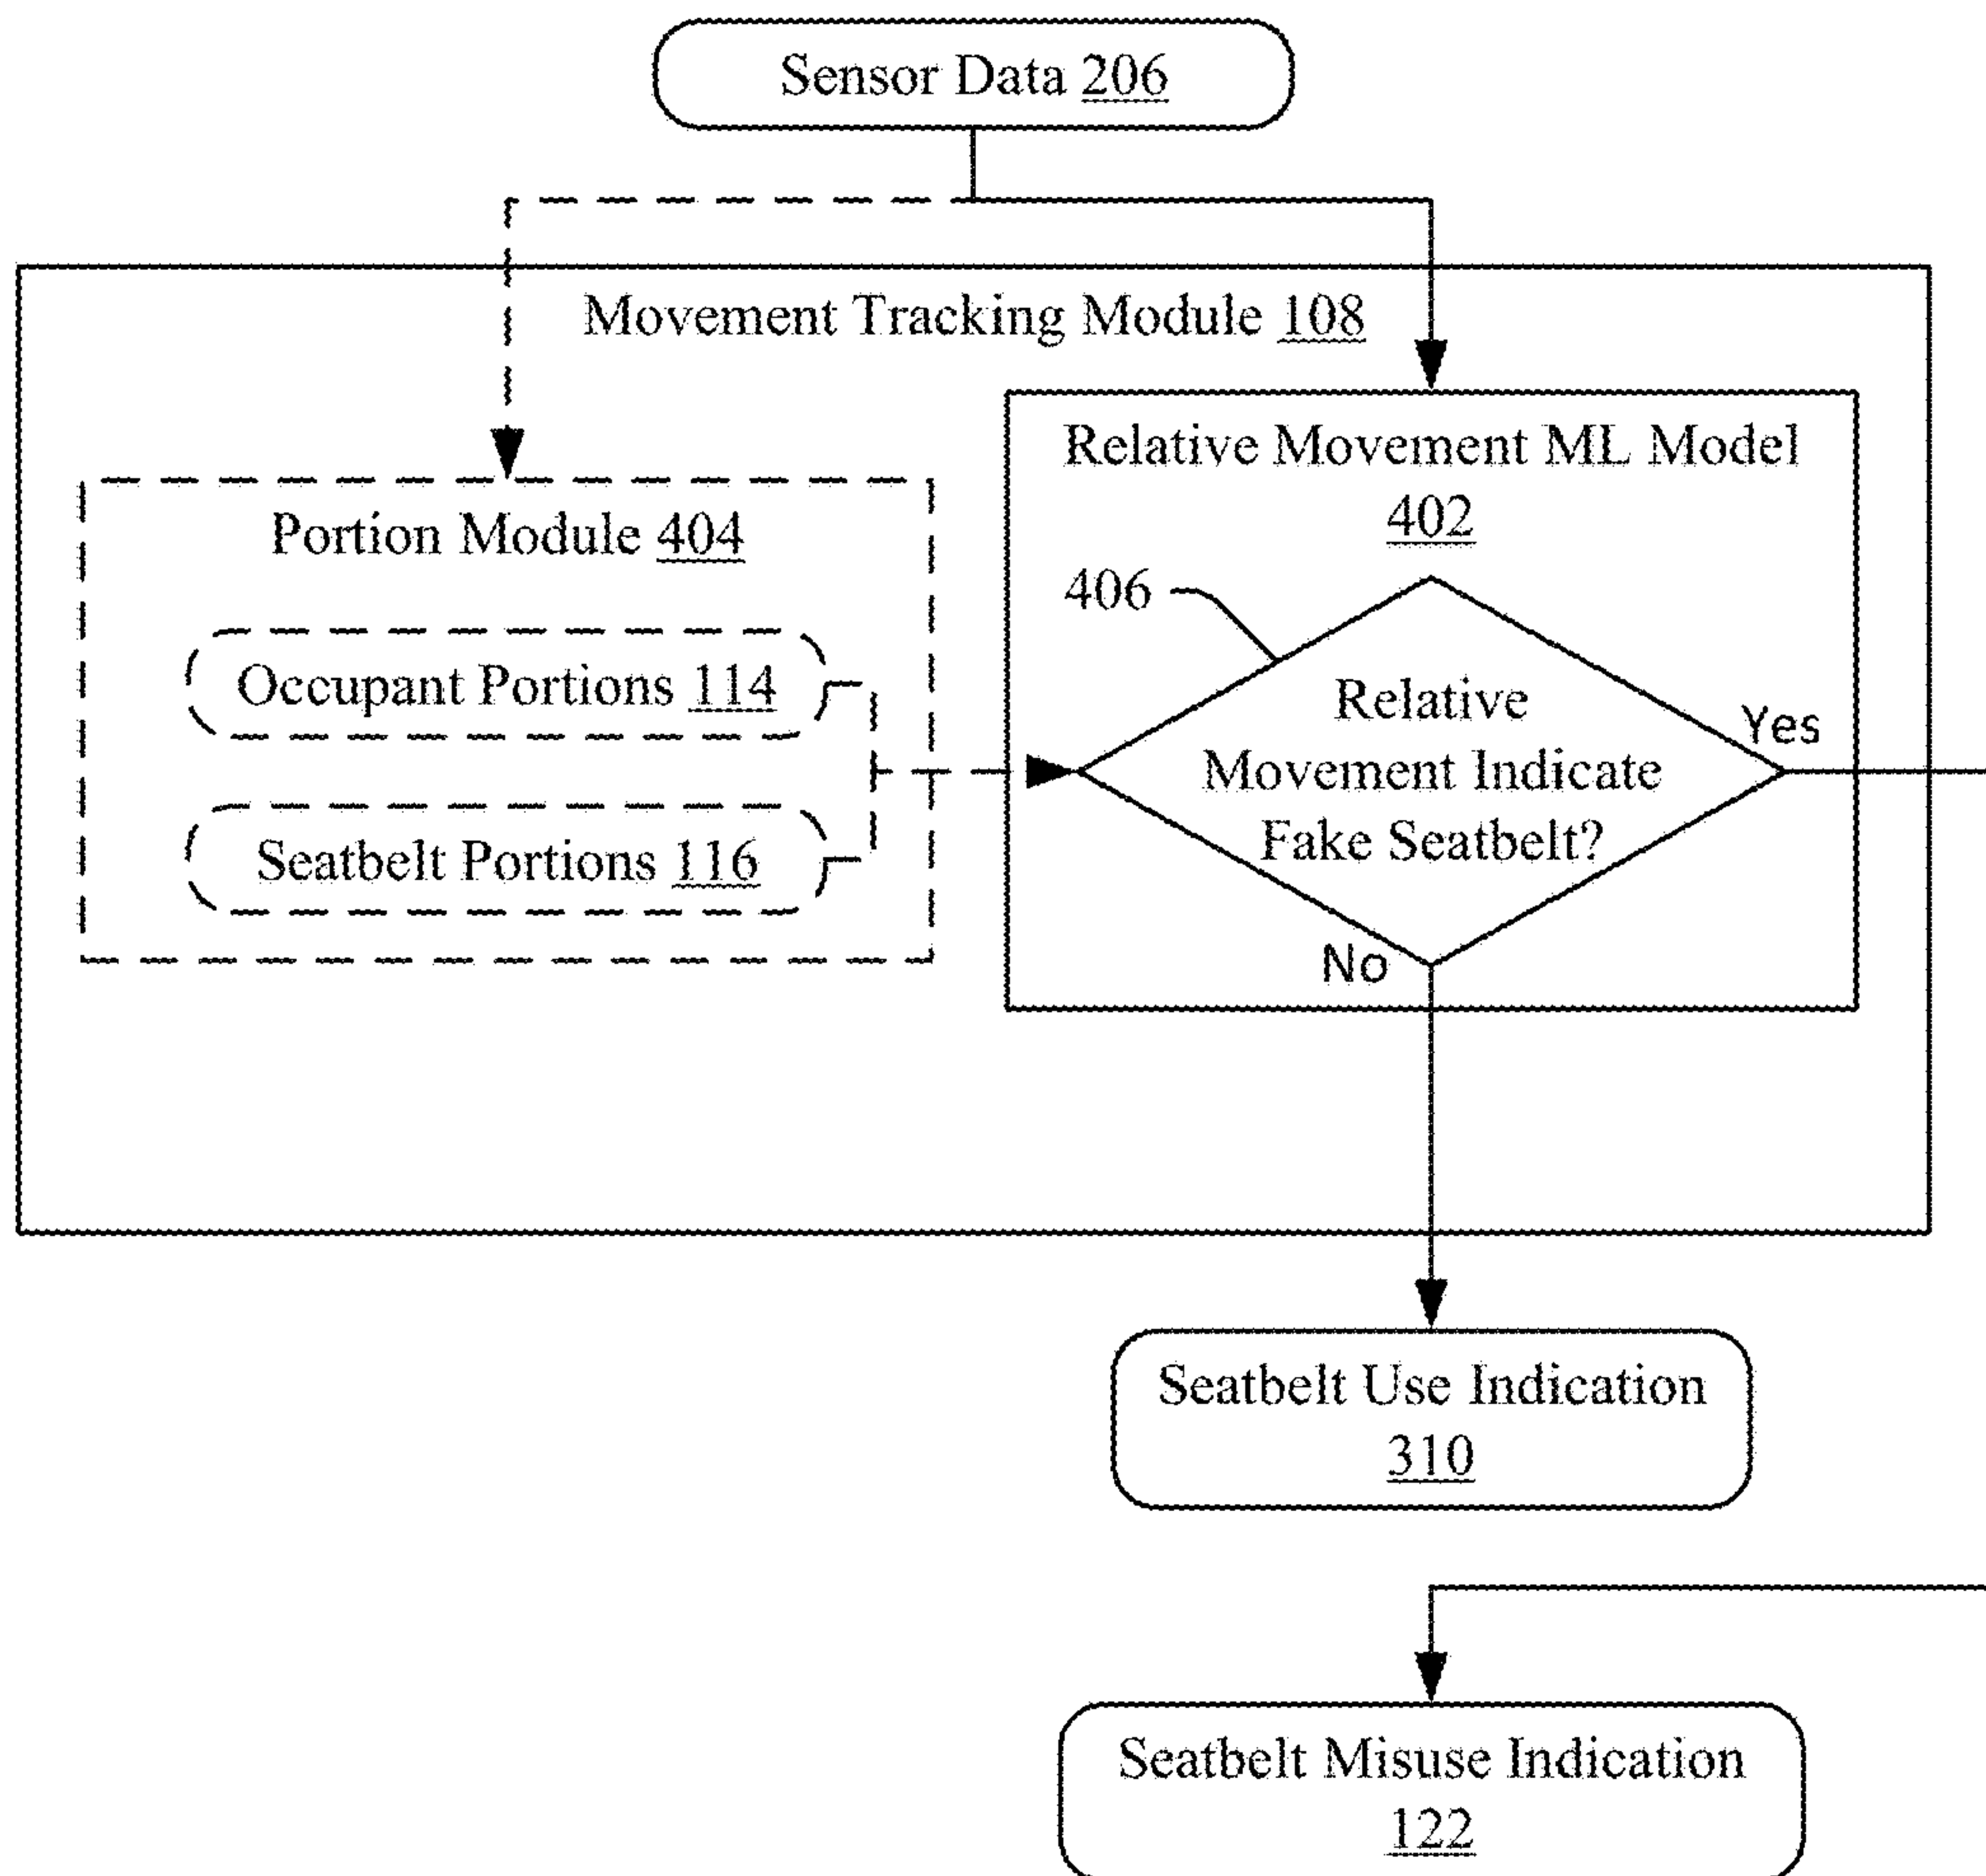 Sensor Data 206
Movement Tracking Module 108
Relative Movement ML Model
402
Portion Module 404
406
Occupant Portions 114
Seatbelt Portions 116
Relative
Movement Indicate
Fake Seatbelt?
Yes
No
Seatbelt Use Indication
310
Seatbelt Misuse Indication
122